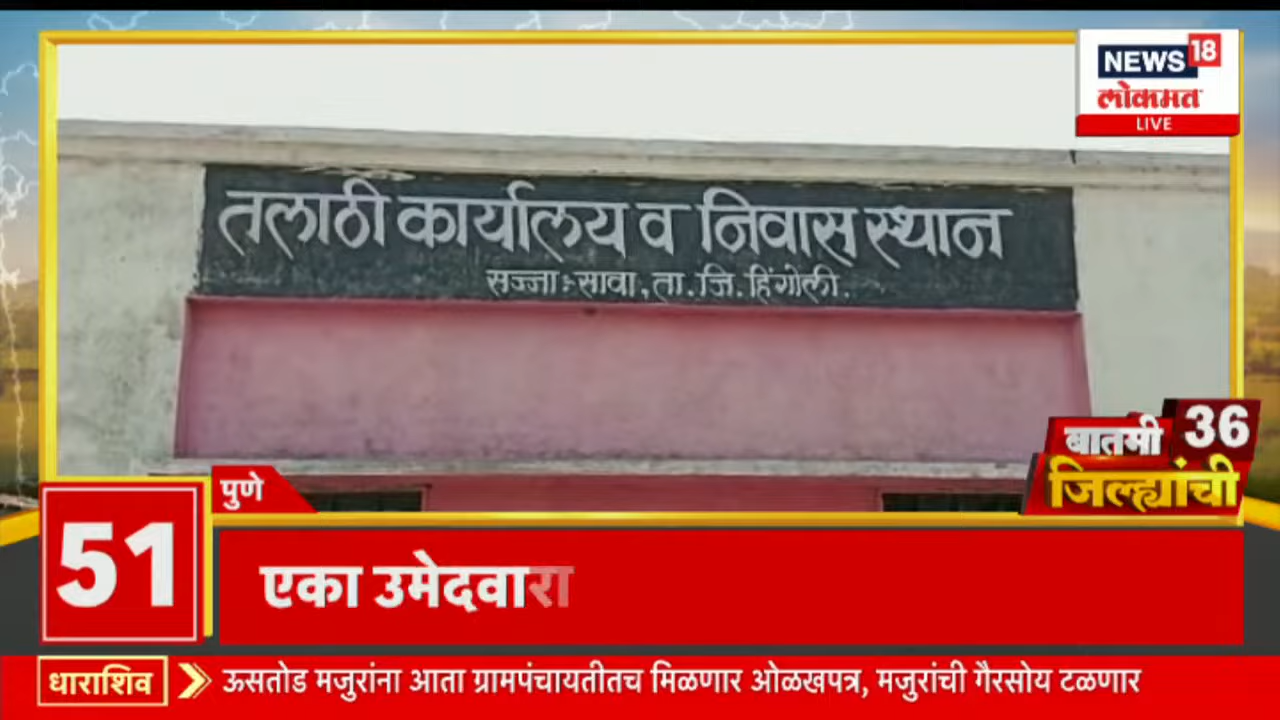 NEWS 18
लोकमत
LIVE
तलाठी कार्यालय व निवास स्थान
सज्जाः-सावा, ता. जि. हिंगोली.
बातमी 36
जिल्ह्यांची
पुणे
51
एका उमेदवारा
धाराशिव
ऊसतोड मजुरांना आता ग्रामपंचायतीतच मिळणार ओळखपत्र, मजुरांची गैरसोय टळणार